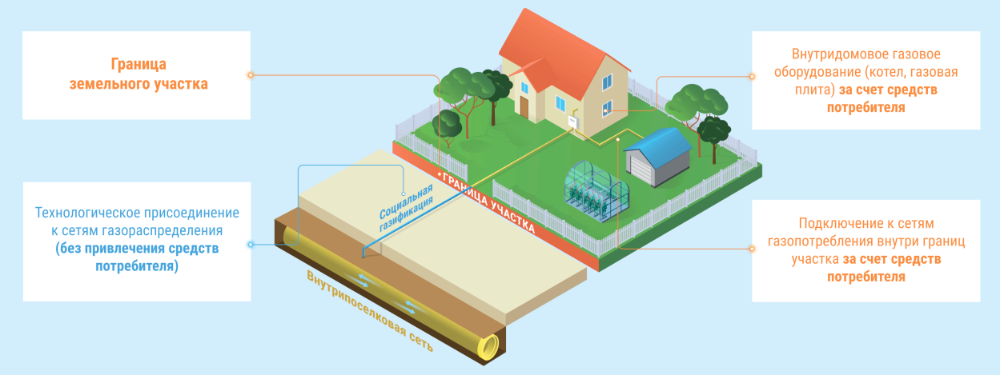 Граница
земельного участка
Технологическое присоединение
к сетям газораспределения
(без привлечения средств
потребителя)
Социальная
газификация
ГРАНИЦА УЧАСТКА
Внутрипоселковая сеть
Внутридомовое газовое
оборудование (котел, газовая
плита) за счет средств
потребителя
Подключение к сетям
газопотребления внутри границ
участка за счет средств
потребителя